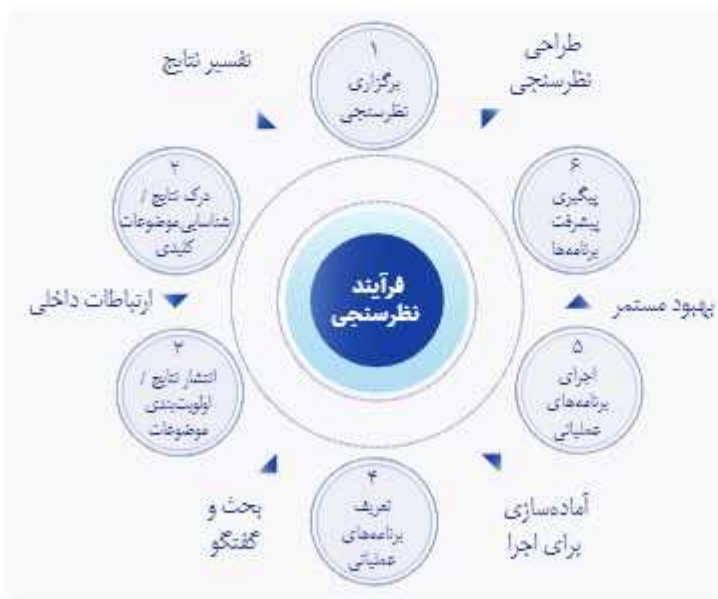 فرآیند
نظرسنجی
۱
برگزاری
نظرسنجی
تفسیر نتایج
۲
درک نتایج /
شناسایی موضوعات
کلیدی
ارتباطات داخلی
۳
انتشار نتایج /
اولویت‌بندی
موضوعات
بحث و
گفتگو
۴
تعریف
برنامه‌های
عملیاتی
آماده‌سازی
برای اجرا
۵
اجرای
برنامه‌های
عملیاتی
بهبود مستمر
۶
پیگیری
پیشرفت
برنامه‌ها
طراحی
نظرسنجی